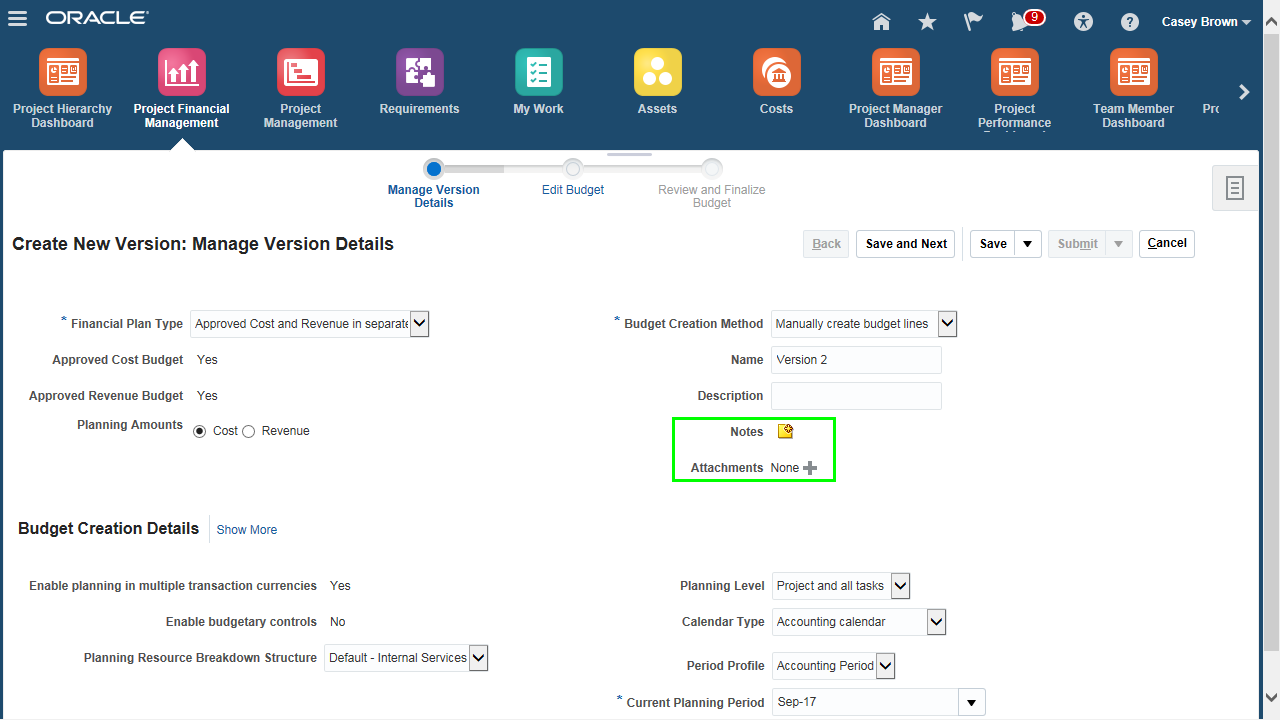 ORACLE
9
Casey Brown
Project Hierarchy
Dashboard
Project Financial
Management
Project
Management
Requirements
My Work
Assets
Costs
Project Manager
Dashboard
Project
Performance
Team Member
Dashboard
Manage Version
Details
Edit Budget
Review and Finalize
Budget
Create New Version: Manage Version Details
Back
Save and Next
Save
Submit
Cancel
* Financial Plan Type Approved Cost and Revenue in separate
Approved Cost Budget Yes
Approved Revenue Budget Yes
Planning Amounts Cost Revenue
* Budget Creation Method Manually create budget lines
Name Version 2
Description
Notes
Attachments None
Budget Creation Details Show More
Enable planning in multiple transaction currencies Yes
Enable budgetary controls No
Planning Resource Breakdown Structure Default - Internal Services
Planning Level Project and all tasks
Calendar Type Accounting calendar
Period Profile Accounting Period
* Current Planning Period Sep-17